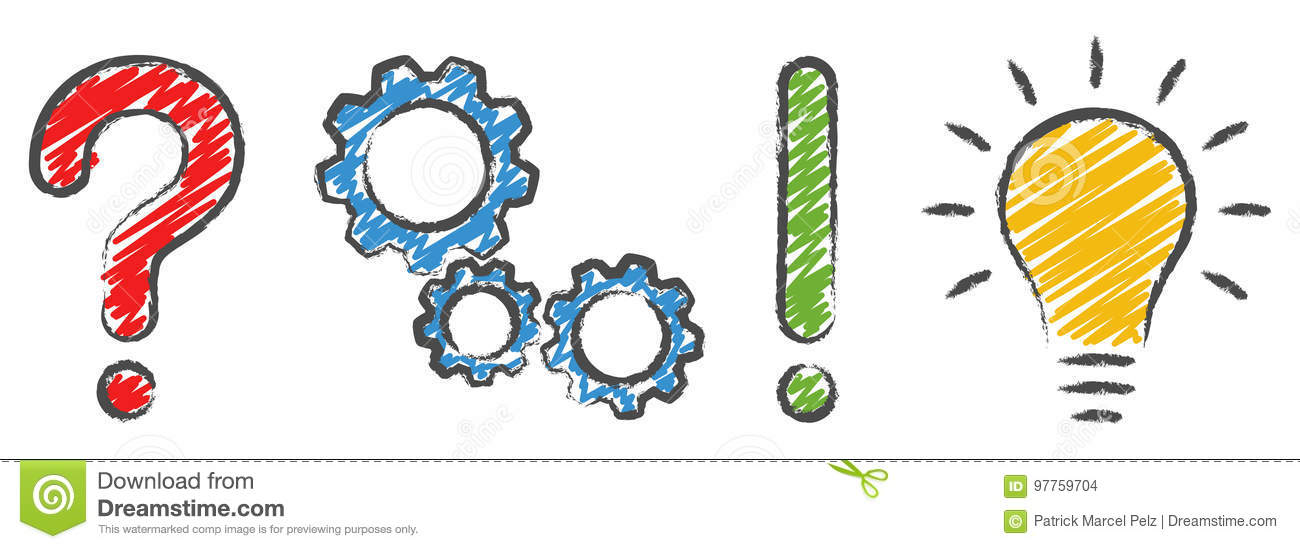 ?
!
Download from
Dreamstime.com
This watermarked comp image is for previewing purposes only.
ID 97759704
© Patrick Marcel Pelz | Dreamstime.com